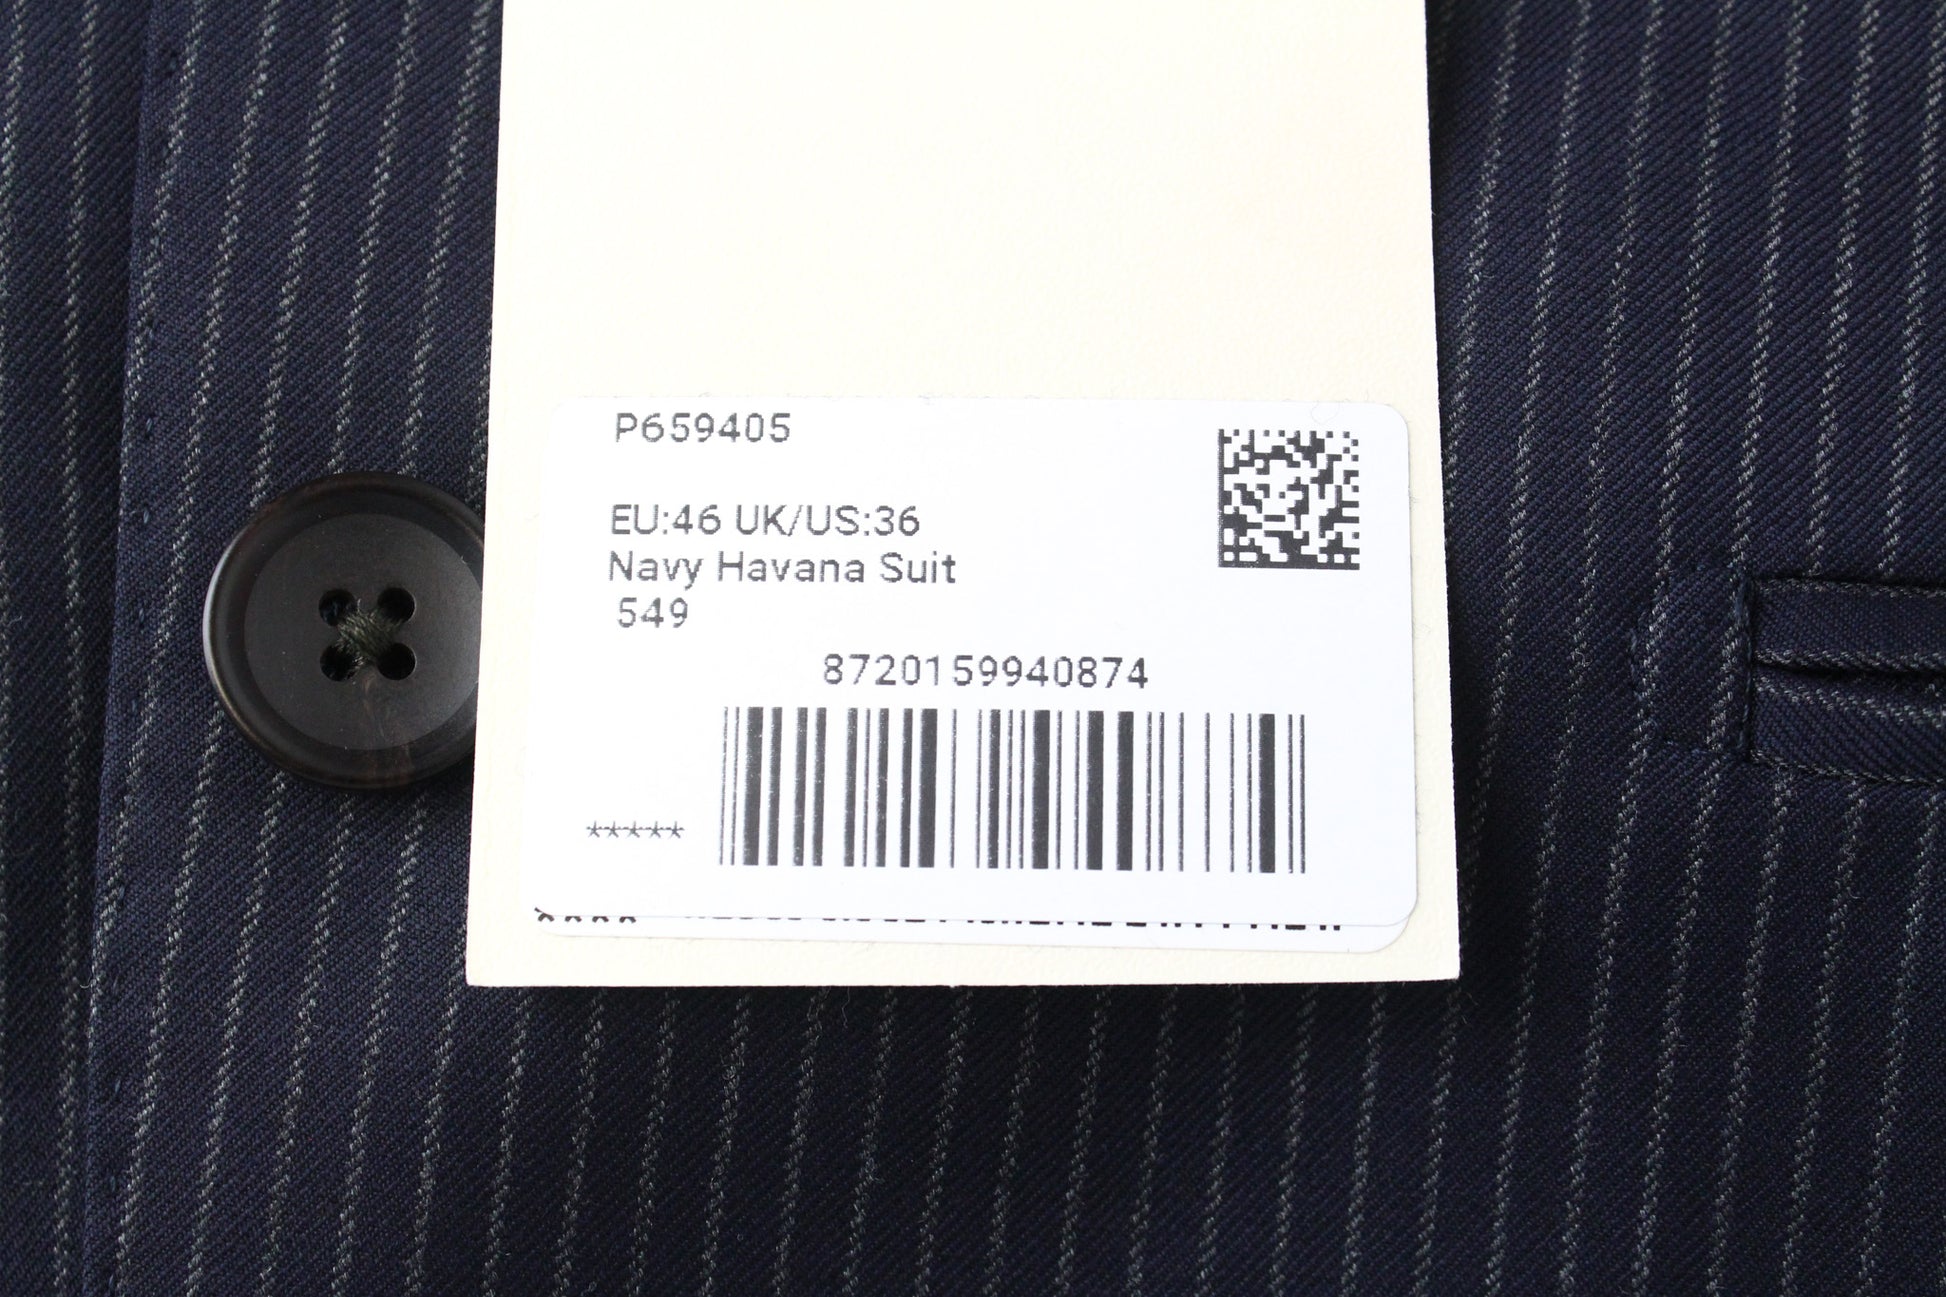 P659405
EU:46 UK/US:36
Navy Havana Suit
549
8720159940874
*****
****